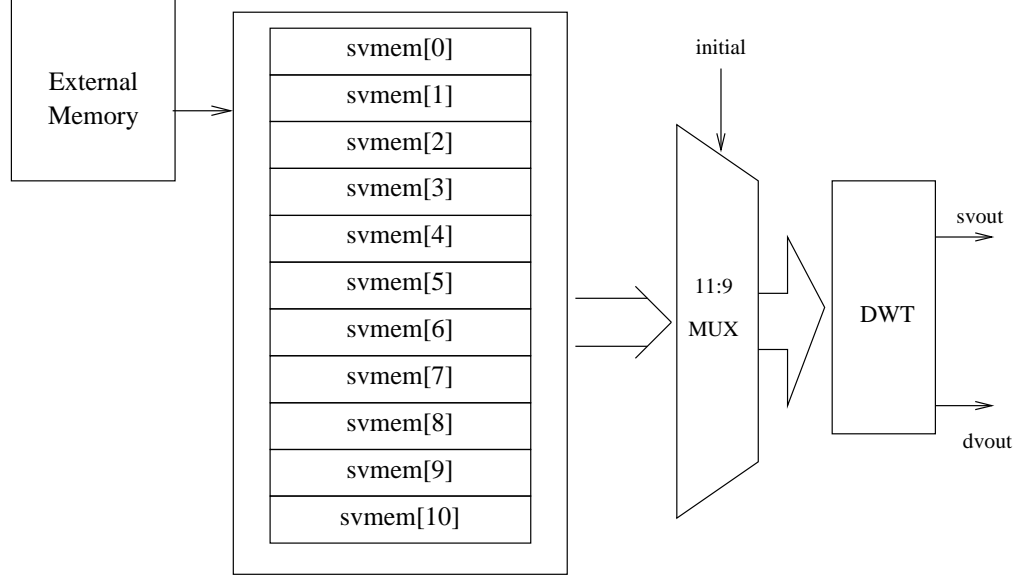 External
Memory
svmem[0]
svmem[1]
svmem[2]
svmem[3]
svmem[4]
svmem[5]
svmem[6]
svmem[7]
svmem[8]
svmem[9]
svmem[10]
initial
11:9
MUX
DWT
svout
dvout